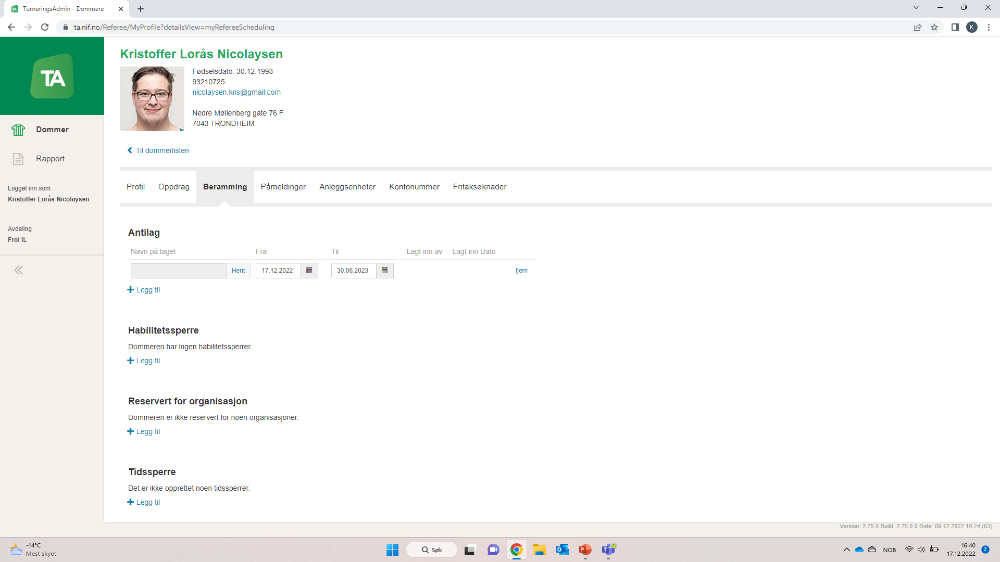 TurneringsAdmin - Dommere
ta.nif.no/Referee/MyProfile?detailsView=myRefereeScheduling
K
TA
Dommer
Rapport
Logget inn som
Kristoffer Lorås Nicolaysen
Avdeling
Frol IL
Kristoffer Lorås Nicolaysen
Fødselsdato: 30.12.1993
93210725
nicolaysen.kris@gmail.com
Nedre Møllenberg gate 76 F
7043 TRONDHEIM
Til dommerlisten
Profil Oppdrag Beramming Påmeldinger Anleggsenheter Kontonummer Fritaksøknader
Antilag
Navn på laget Fra Til Lagt inn av Lagt inn Dato
Hent 17.12.2022 30.06.2023 fjern
Legg til
Habilitetssperre
Dommeren har ingen habilitetssperrer.
Legg til
Reservert for organisasjon
Dommeren er ikke reservert for noen organisasjoner.
Legg til
Tidssperre
Det er ikke opprettet noen tidssperrer.
Legg til
Version: 2.75.0 Build: 2.75.0.0 Date: 09.12.2022 10.24 (63)
-14°C
Mest skyet
Søk
NOB
16:40
17.12.2022
2